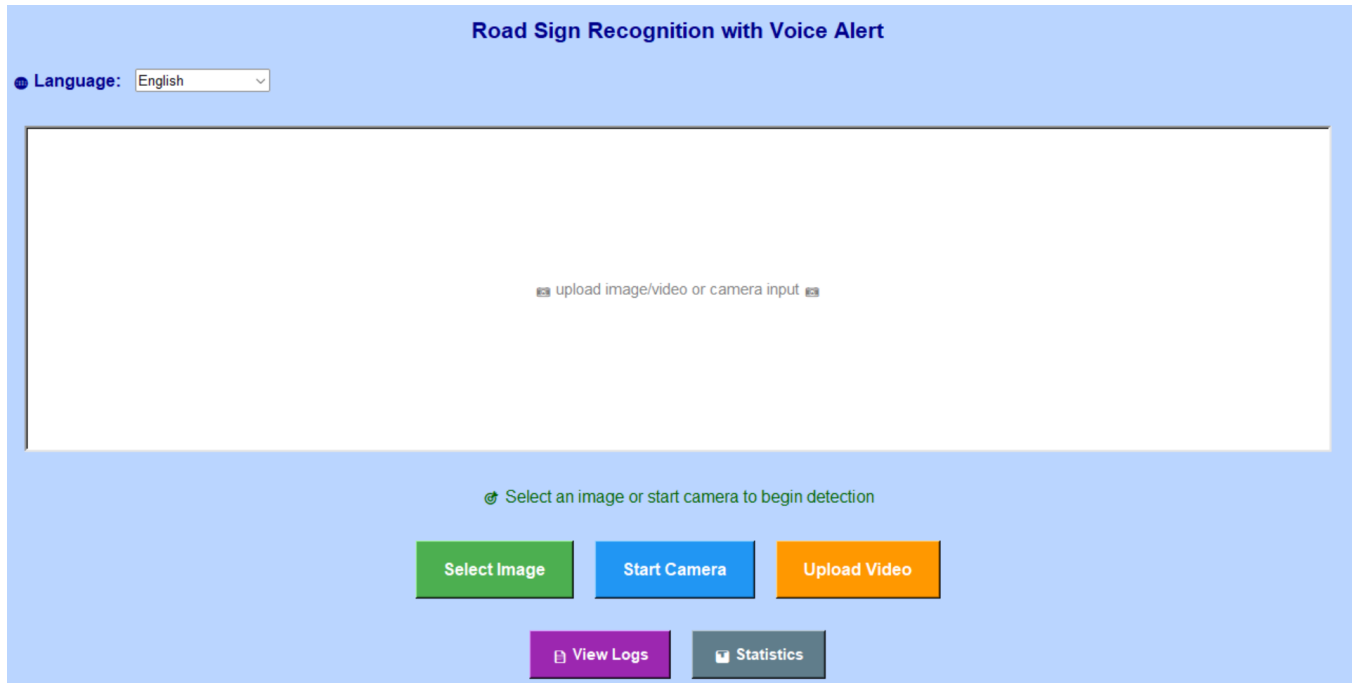 Road Sign Recognition with Voice Alert
Language: English
upload image/video or camera input
Select an image or start camera to begin detection
Select Image Start Camera Upload Video
View Logs Statistics